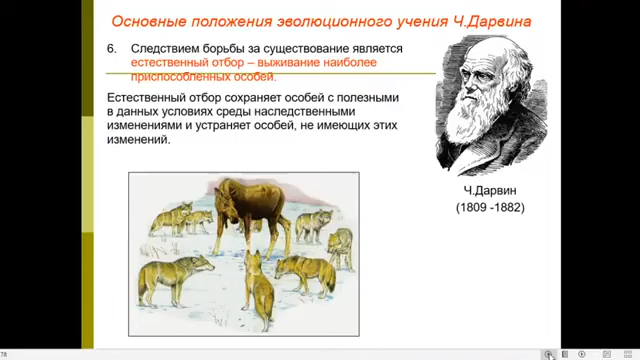 Основные положения эволюционного учения Ч.Дарвина
6. Следствием борьбы за существование является
естественный отбор – выживание наиболее
приспособленных особей.
Естественный отбор сохраняет особей с полезными
в данных условиях среды наследственными
изменениями и устраняет особей, не имеющих этих
изменений.
Ч.Дарвин
(1809 -1882)
78